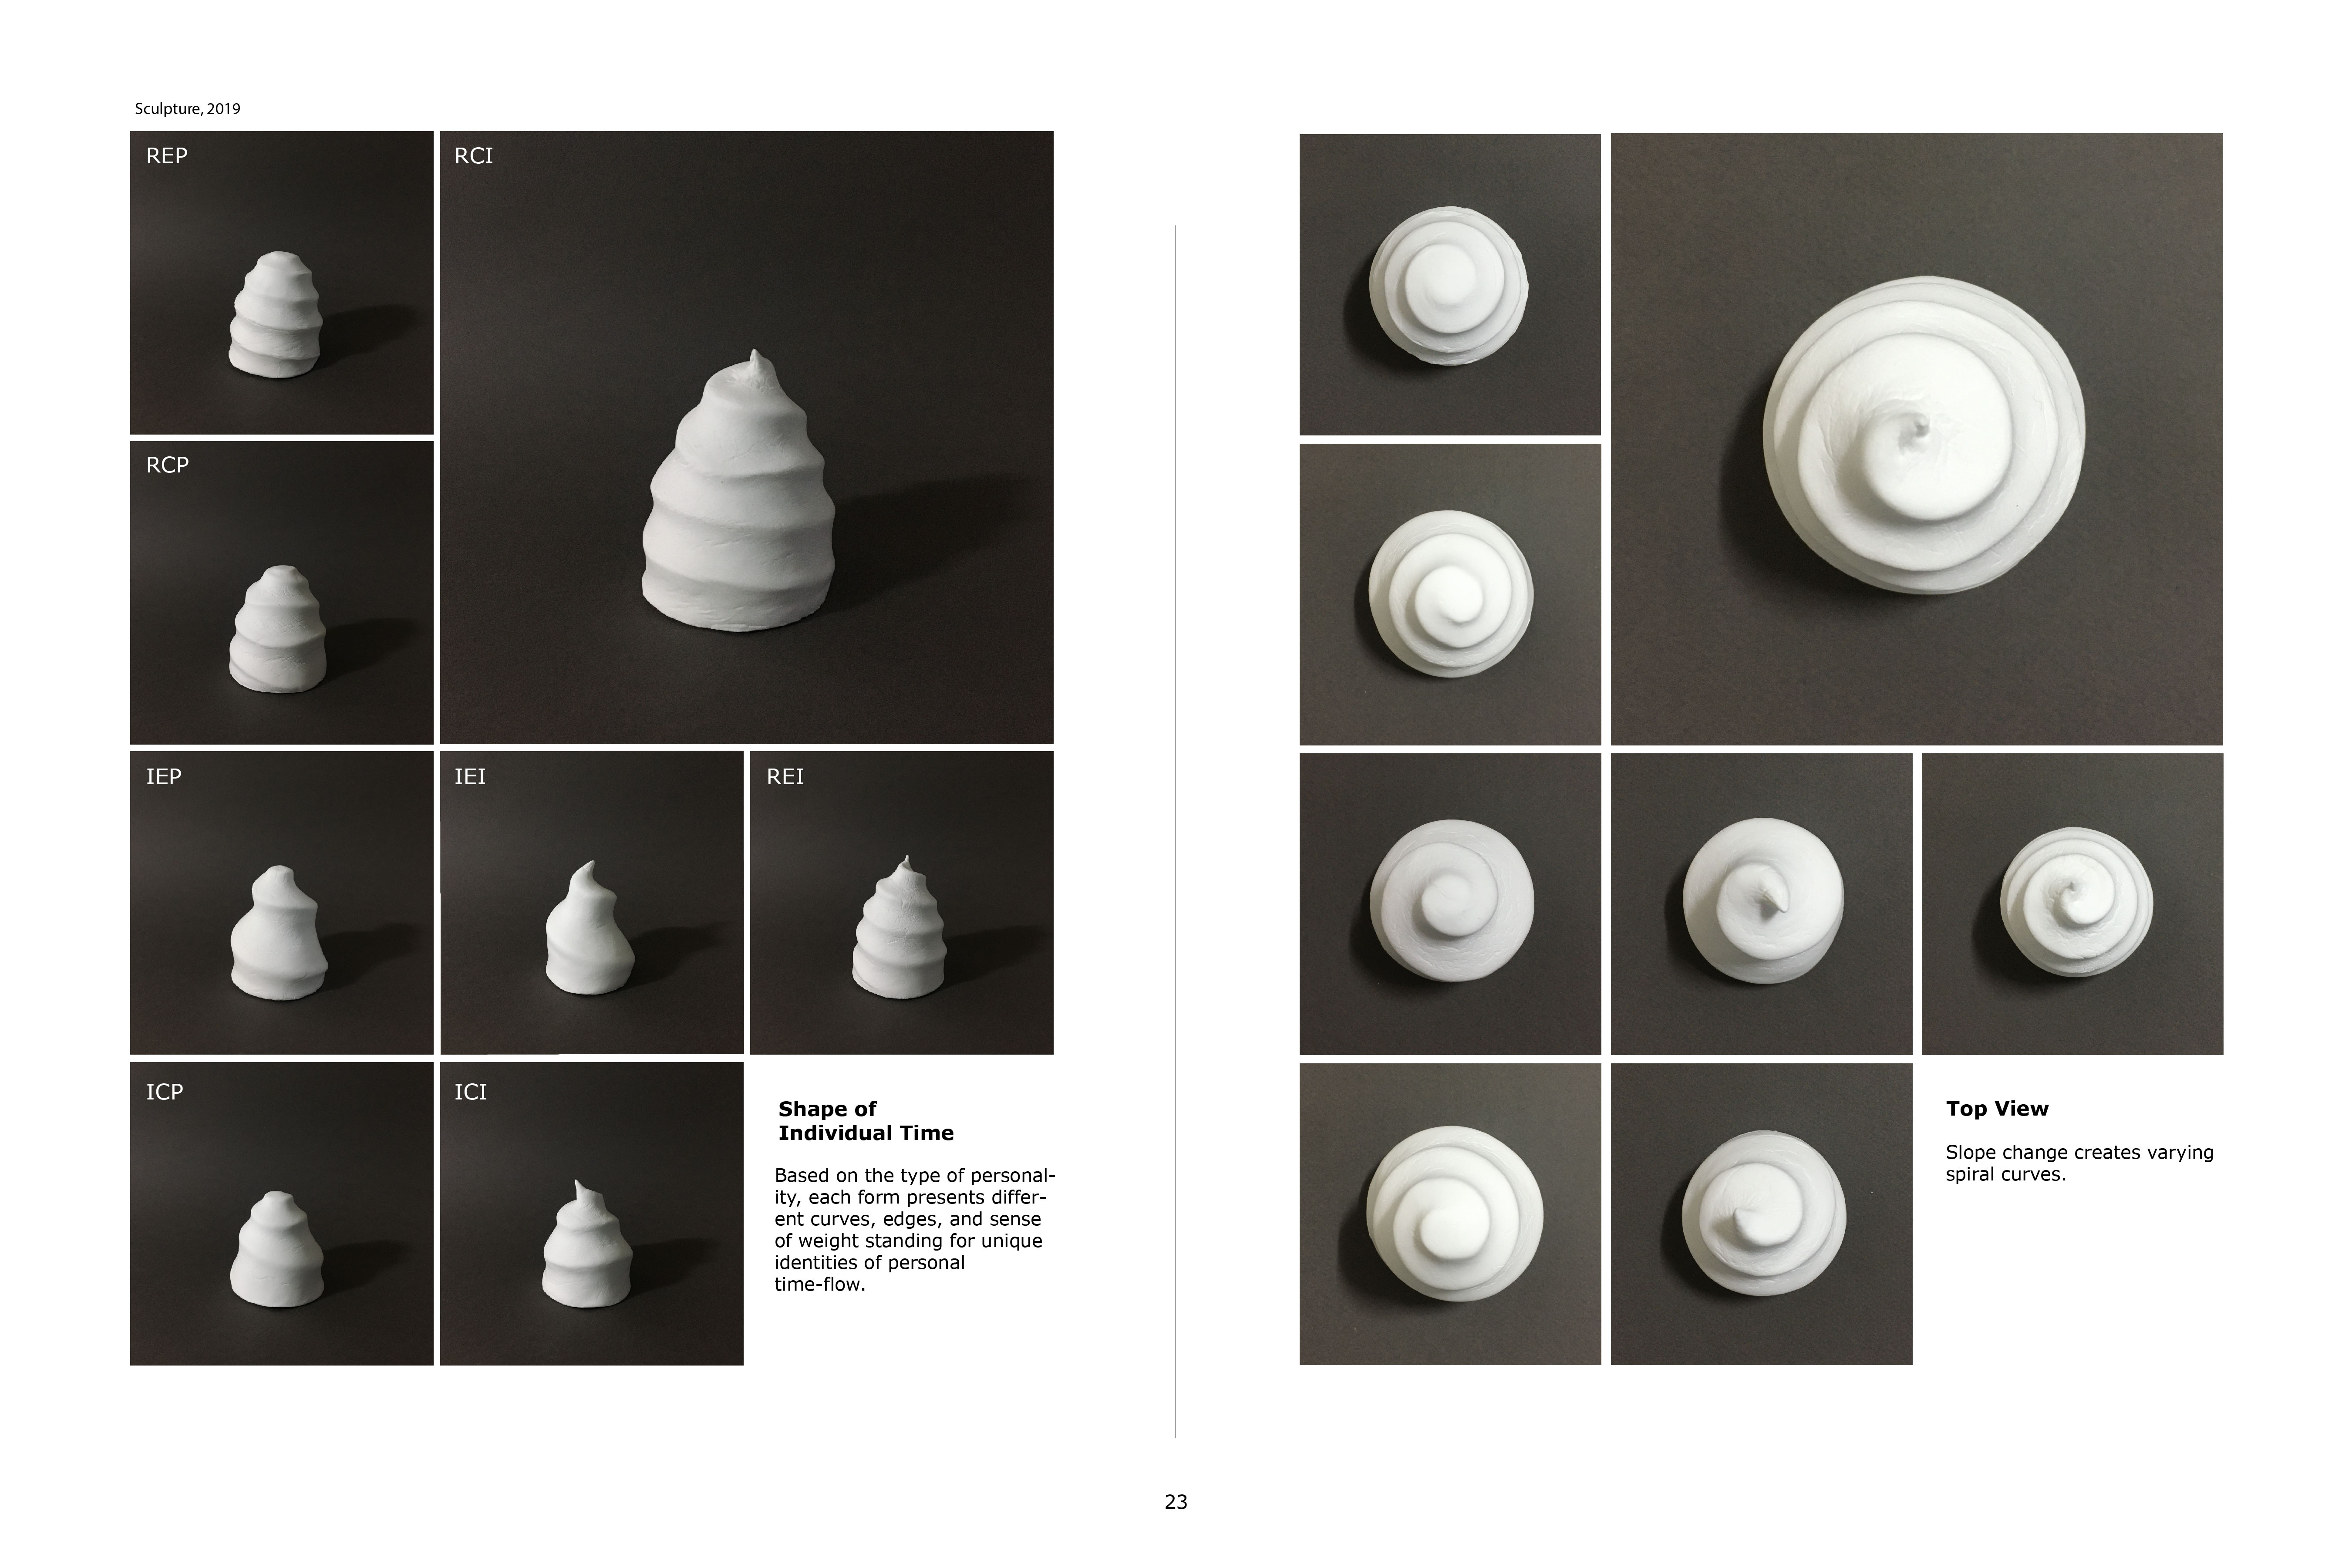 Sculpture, 2019
REP
RCI
RCP
IEP
IEI
REI
ICP
ICI
Shape of
Individual Time
Based on the type of personal-
ity, each form presents differ-
ent curves, edges, and sense
of weight standing for unique
identities of personal
time-flow.
Top View
Slope change creates varying
spiral curves.
23